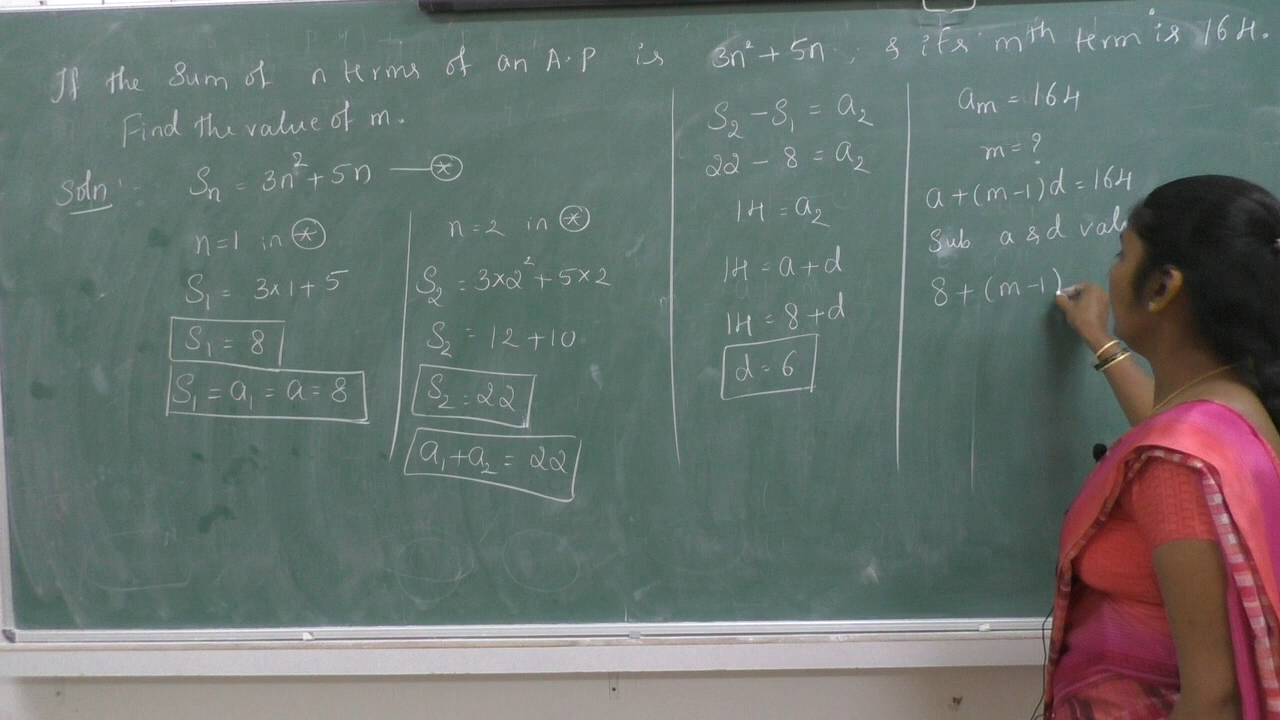 If the Sum of n terms of an A.P is 3n²+5n, & its mth term is 164.
Find the value of m.
Soln:-
Sn = 3n²+5n —⊛
n=1 in ⊛
S₁ = 3×1+5
S₁ = 8
S₁ = a₁ = a = 8
n=2 in ⊛
S₂ = 3×2²+5×2
S₂ = 12+10
S₂ = 22
a₁+a₂ = 22
S₂ - S₁ = a₂
22 - 8 = a₂
14 = a₂
14 = a+d
14 = 8+d
d = 6
am = 164
m = ?
a+(m-1)d = 164
Sub a & d
8+(m-1)